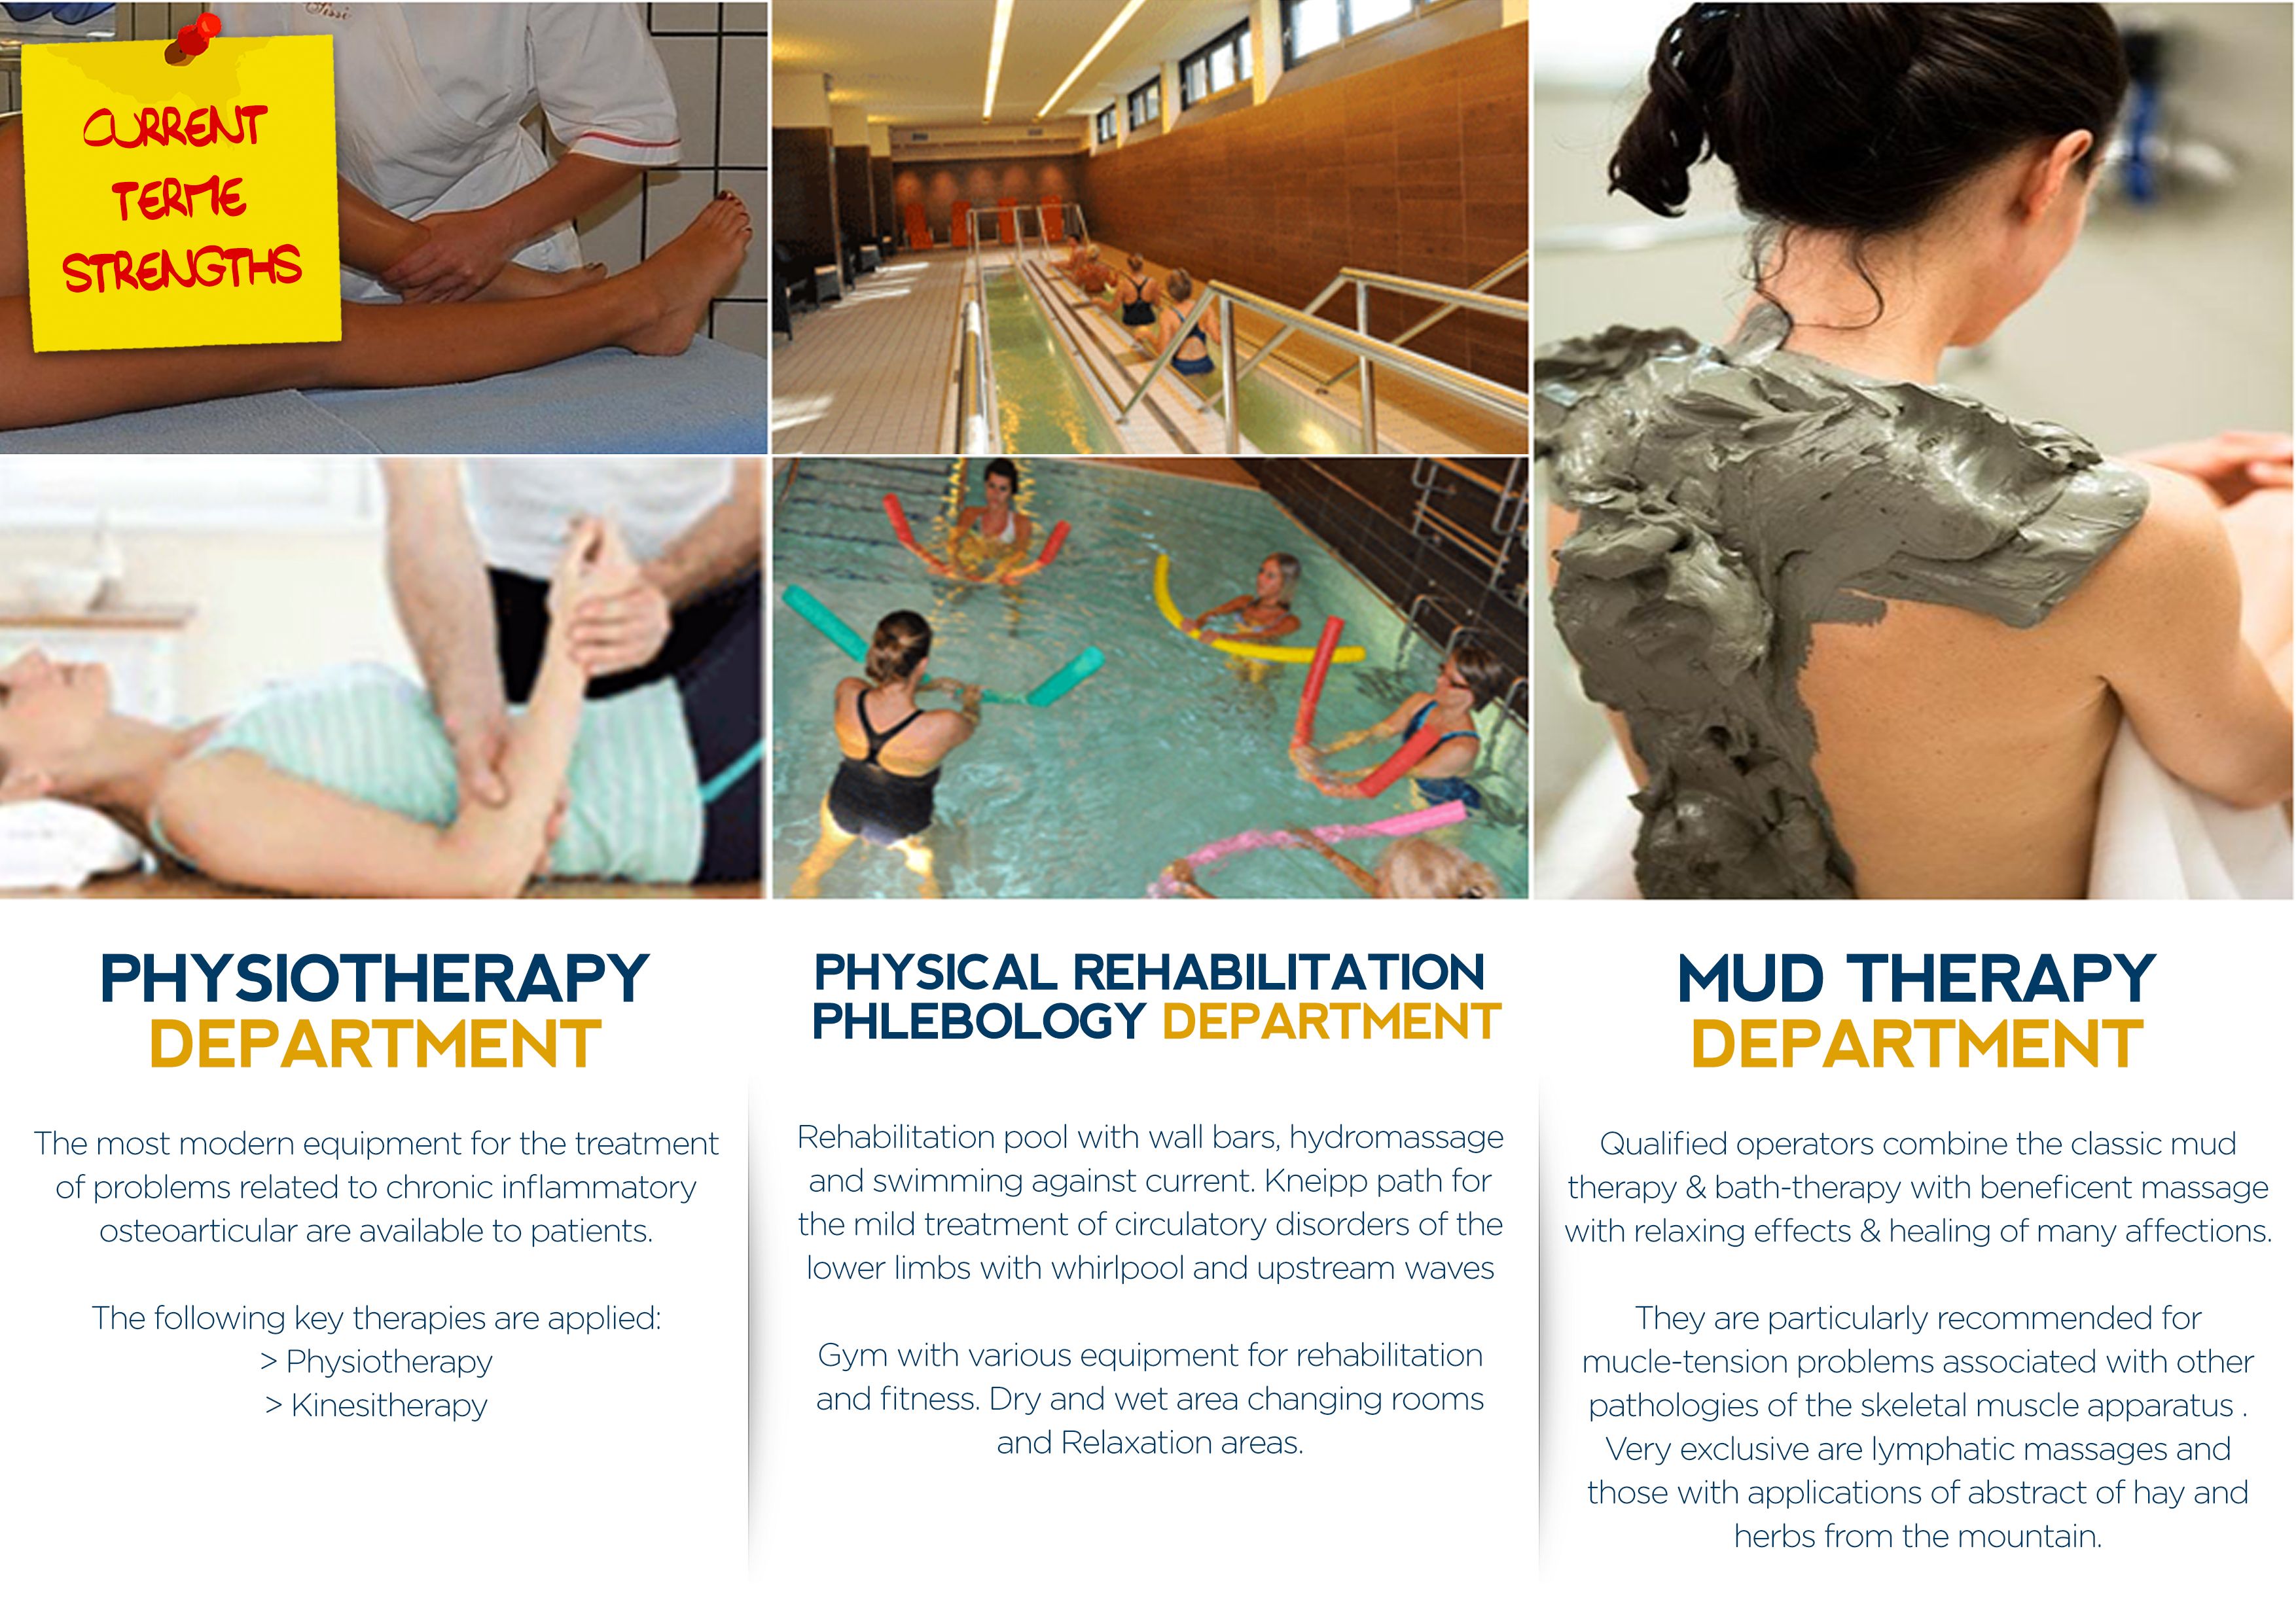 CURRENT
TERME
STRENGTHS
PHYSIOTHERAPY
DEPARTMENT
The most modern equipment for the treatment
of problems related to chronic inflammatory
osteoarticular are available to patients.
The following key therapies are applied:
> Physiotherapy
> Kinesitherapy
PHYSICAL REHABILITATION
PHLEBOLOGY DEPARTMENT
Rehabilitation pool with wall bars, hydromassage
and swimming against current. Kneipp path for
the mild treatment of circulatory disorders of the
lower limbs with whirlpool and upstream waves
Gym with various equipment for rehabilitation
and fitness. Dry and wet area changing rooms
and Relaxation areas.
MUD THERAPY
DEPARTMENT
Qualified operators combine the classic mud
therapy & bath-therapy with beneficent massage
with relaxing effects & healing of many affections.
They are particularly recommended for
mucle-tension problems associated with other
pathologies of the skeletal muscle apparatus .
Very exclusive are lymphatic massages and
those with applications of abstract of hay and
herbs from the mountain.